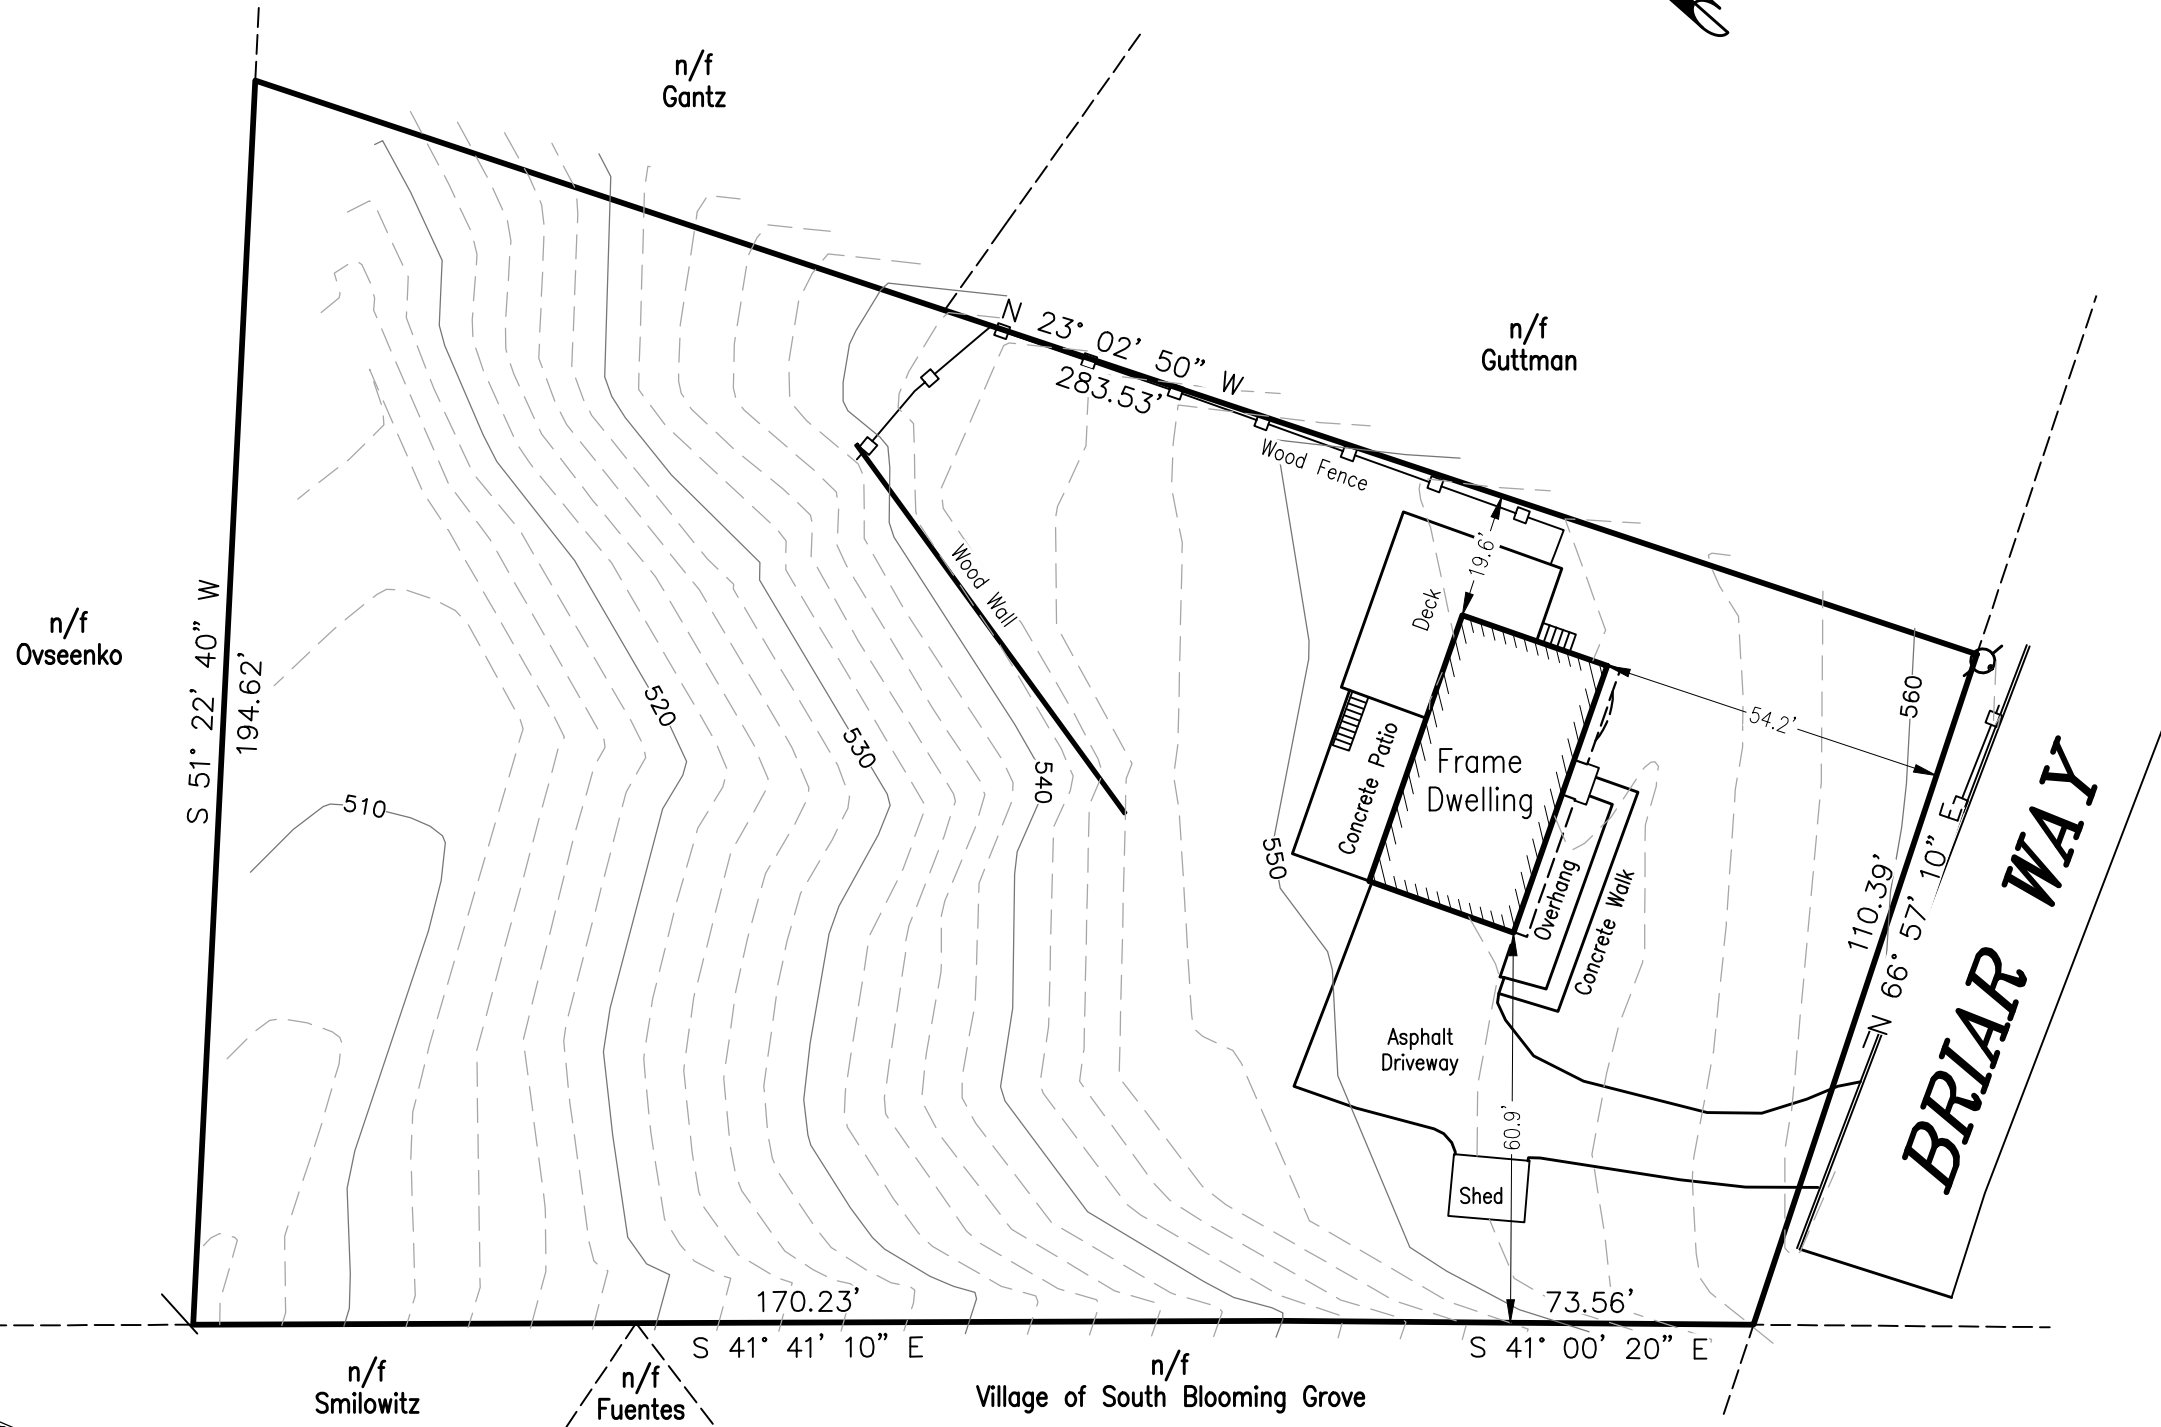 n/f
Gantz
N 23° 02' 50" W
283.53'
n/f
Guttman
Wood Fence
19.6'
Deck
Wood Wall
n/f
Ovseenko
S 51° 22' 40" W
194.62'
510
520
530
540
550
560
54.2'
Frame
Dwelling
Concrete Patio
Overhang
Concrete Walk
110.39'
N 66° 57' 10" E
BRIAR WAY
Asphalt
Driveway
60.9'
Shed
170.23'
S 41° 41' 10" E
73.56'
S 41° 00' 20" E
n/f
Smilowitz
n/f
Fuentes
n/f
Village of South Blooming Grove